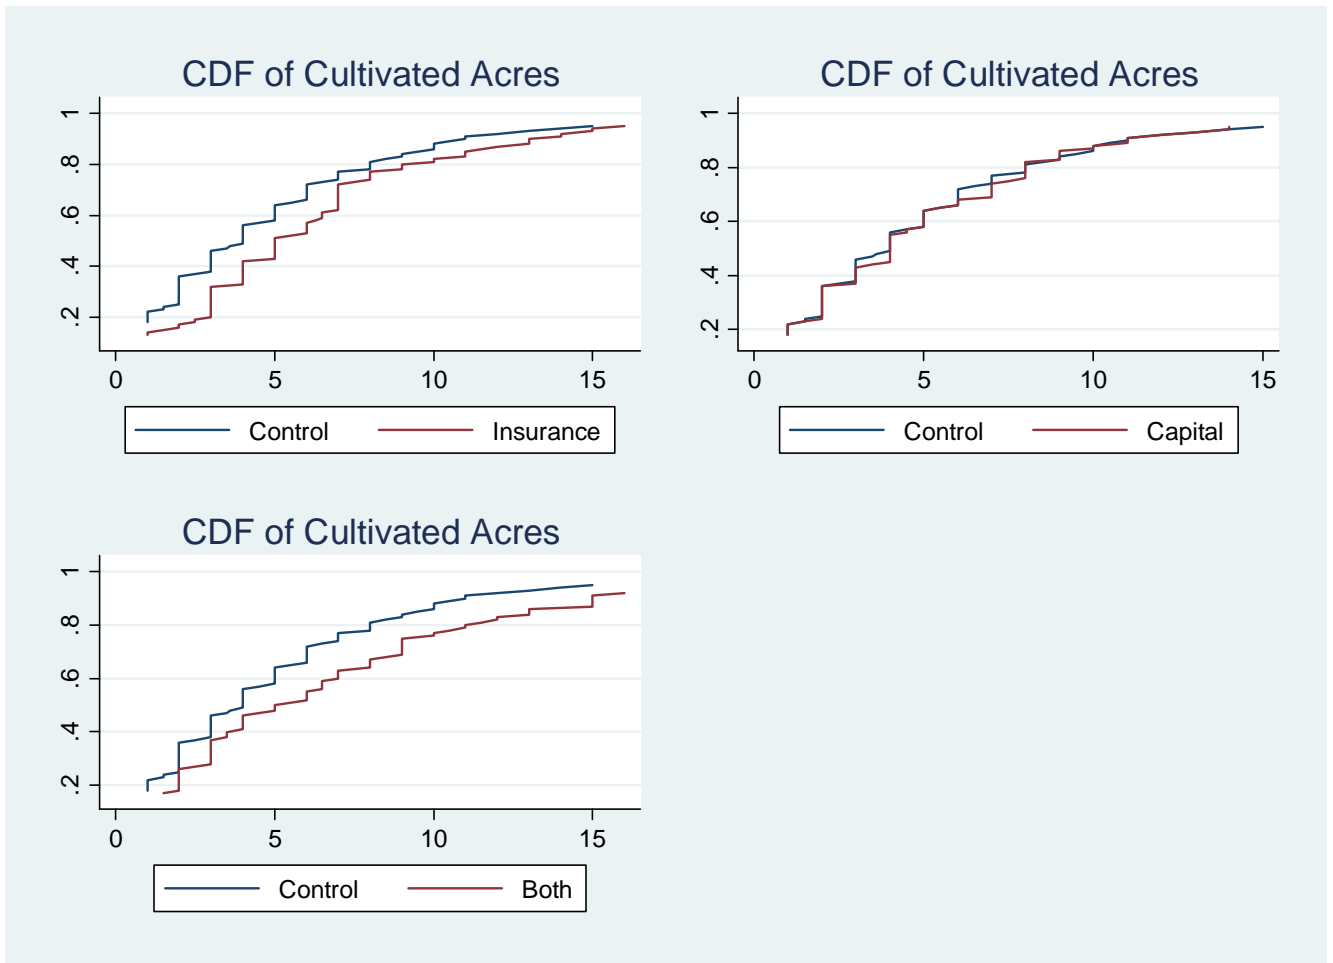 CDF of Cultivated Acres
1
.8
.6
.4
.2
0 5 10 15
Control Insurance
CDF of Cultivated Acres
1
.8
.6
.4
.2
0 5 10 15
Control Capital
CDF of Cultivated Acres
1
.8
.6
.4
.2
0 5 10 15
Control Both